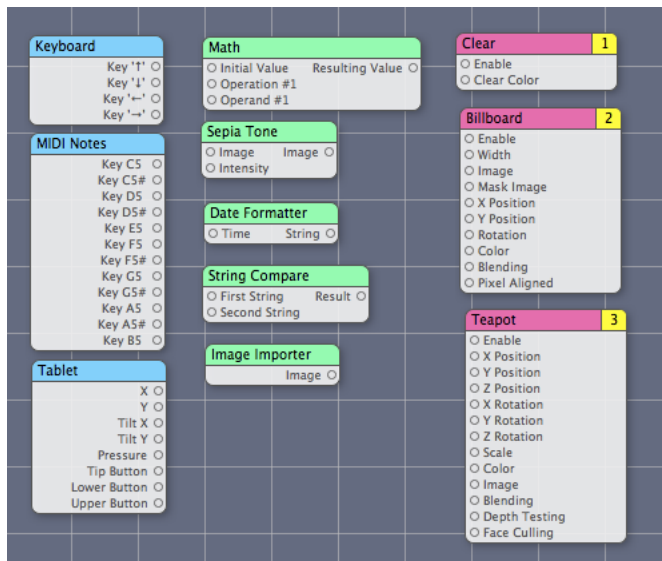 Keyboard
Key '↑'
Key '↓'
Key '←'
Key '→'
MIDI Notes
Key C5
Key C5#
Key D5
Key D5#
Key E5
Key F5
Key F5#
Key G5
Key G5#
Key A5
Key A5#
Key B5
Tablet
X
Y
Tilt X
Tilt Y
Pressure
Tip Button
Lower Button
Upper Button
Math
Initial Value Resulting Value
Operation #1
Operand #1
Sepia Tone
Image Image
Intensity
Date Formatter
Time String
String Compare
First String Result
Second String
Image Importer
Image
Clear 1
Enable
Clear Color
Billboard 2
Enable
Width
Image
Mask Image
X Position
Y Position
Rotation
Color
Blending
Pixel Aligned
Teapot 3
Enable
X Position
Y Position
Z Position
X Rotation
Y Rotation
Z Rotation
Scale
Color
Image
Blending
Depth Testing
Face Culling